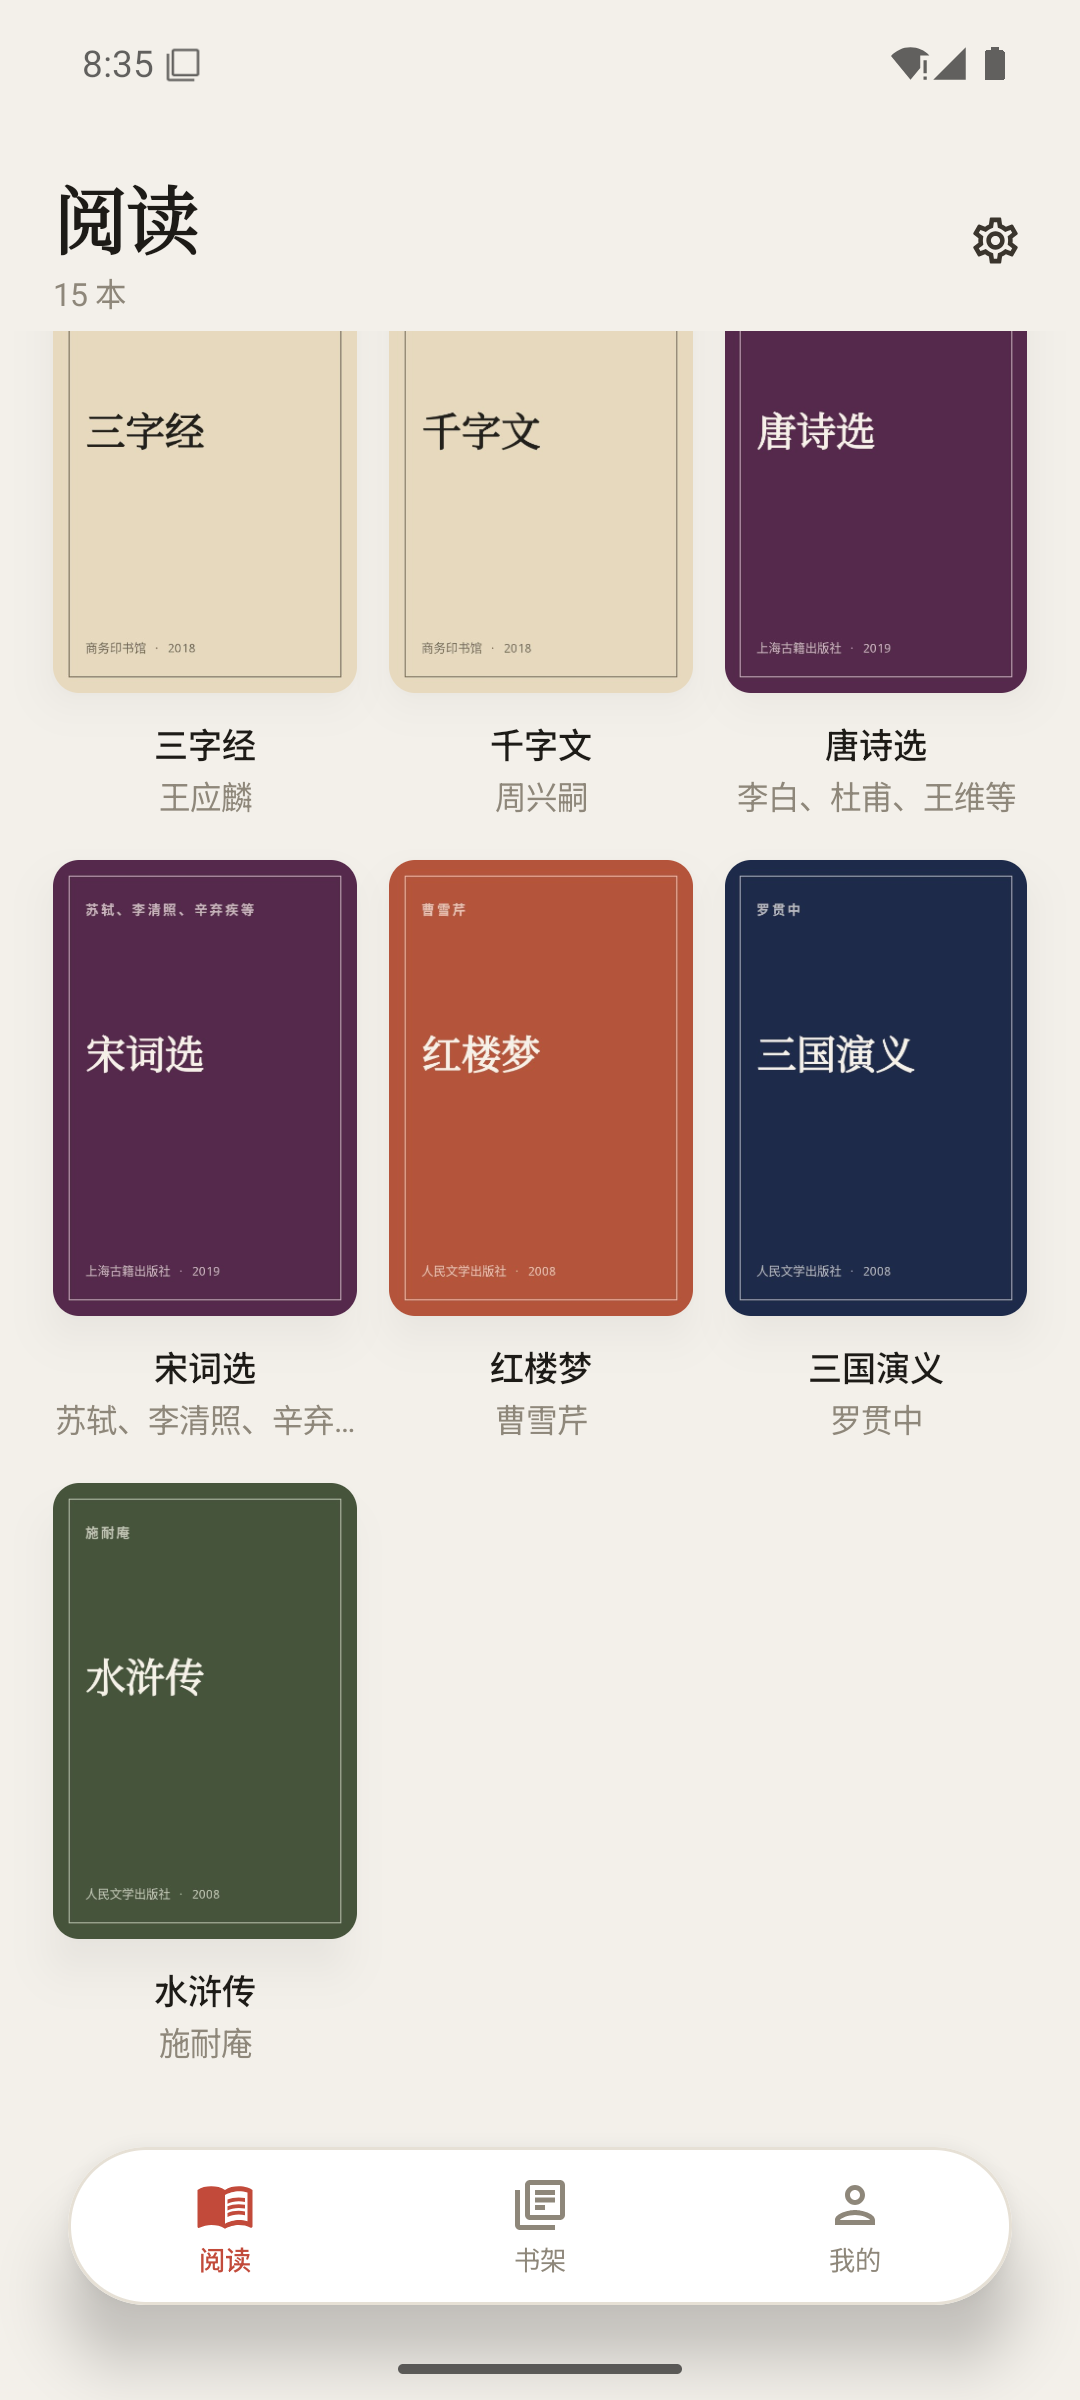 8:35
阅读
15 本
三字经
商务印书馆 · 2018
三字经
王应麟
千字文
商务印书馆 · 2018
千字文
周兴嗣
唐诗选
上海古籍出版社 · 2019
唐诗选
李白、杜甫、王维等
苏轼、李清照、辛弃疾等
宋词选
上海古籍出版社 · 2019
宋词选
苏轼、李清照、辛弃...
曹雪芹
红楼梦
人民文学出版社 · 2008
红楼梦
曹雪芹
罗贯中
三国演义
人民文学出版社 · 2008
三国演义
罗贯中
施耐庵
水浒传
人民文学出版社 · 2008
水浒传
施耐庵
阅读
书架
我的